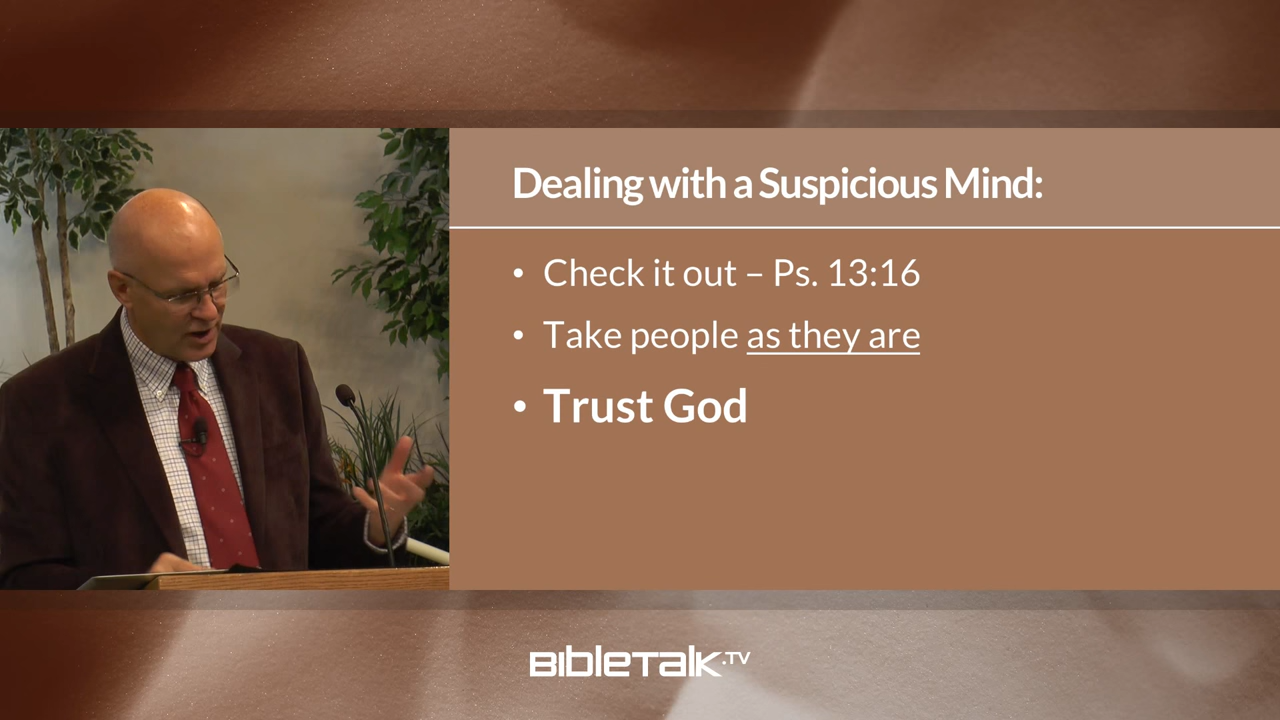 Dealing with a Suspicious Mind:
• Check it out – Ps. 13:16
• Take people as they are
• Trust God
BIBLETALK.TV